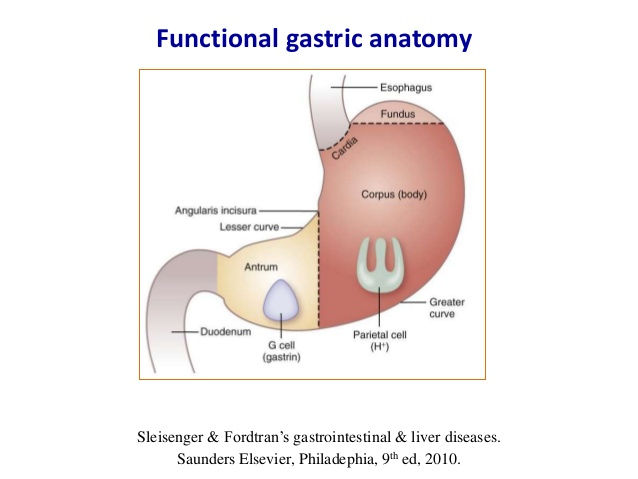 Functional gastric anatomy
Esophagus
Fundus
Cardia
Corpus (body)
Angularis incisura
Lesser curve
Antrum
Greater
curve
Duodenum
G cell
(gastrin)
Parietal cell
(H⁺)
Sleisenger & Fordtran’s gastrointestinal & liver diseases.
Saunders Elsevier, Philadephia, 9th ed, 2010.